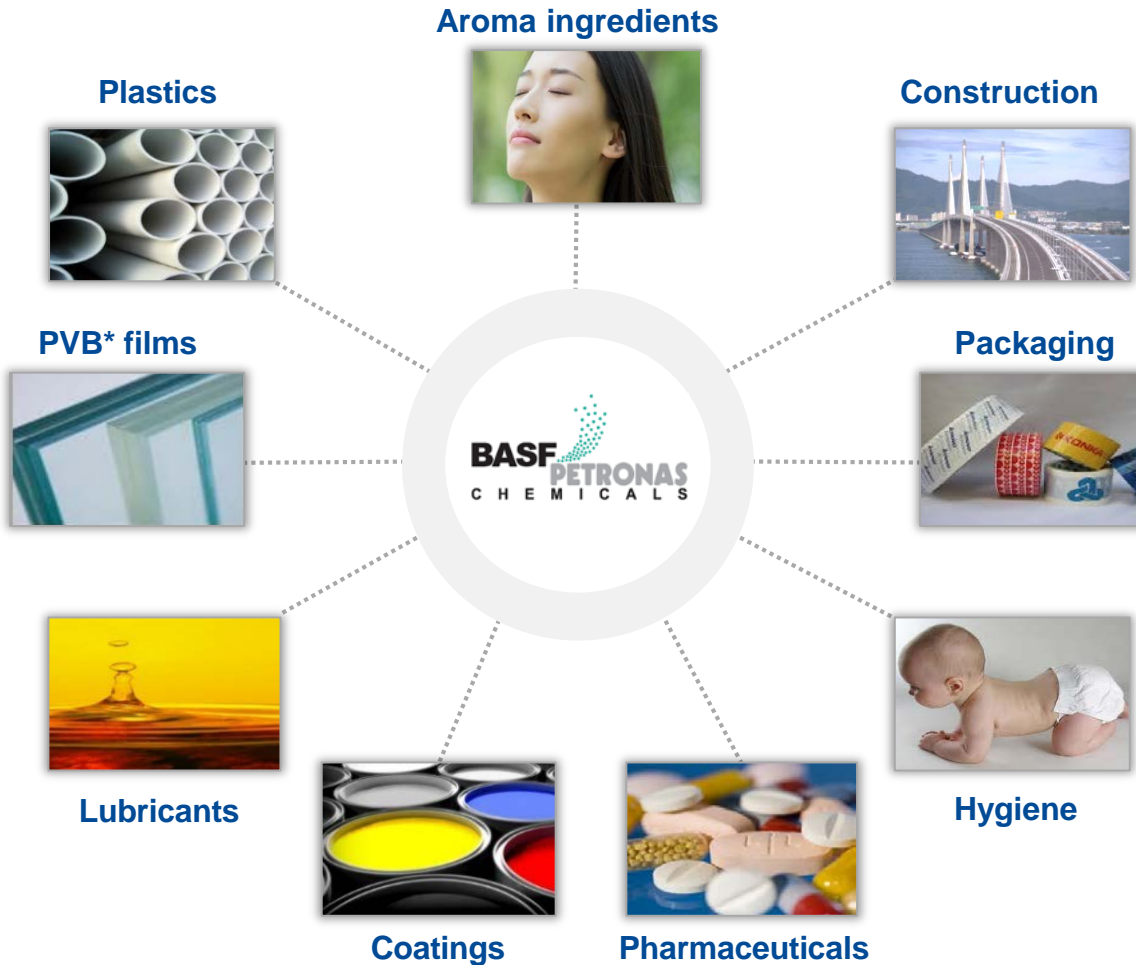 Aroma ingredients
Plastics
Construction
PVB* films
Packaging
BASF
PETRONAS
CHEMICALS
Lubricants
Hygiene
Coatings
Pharmaceuticals